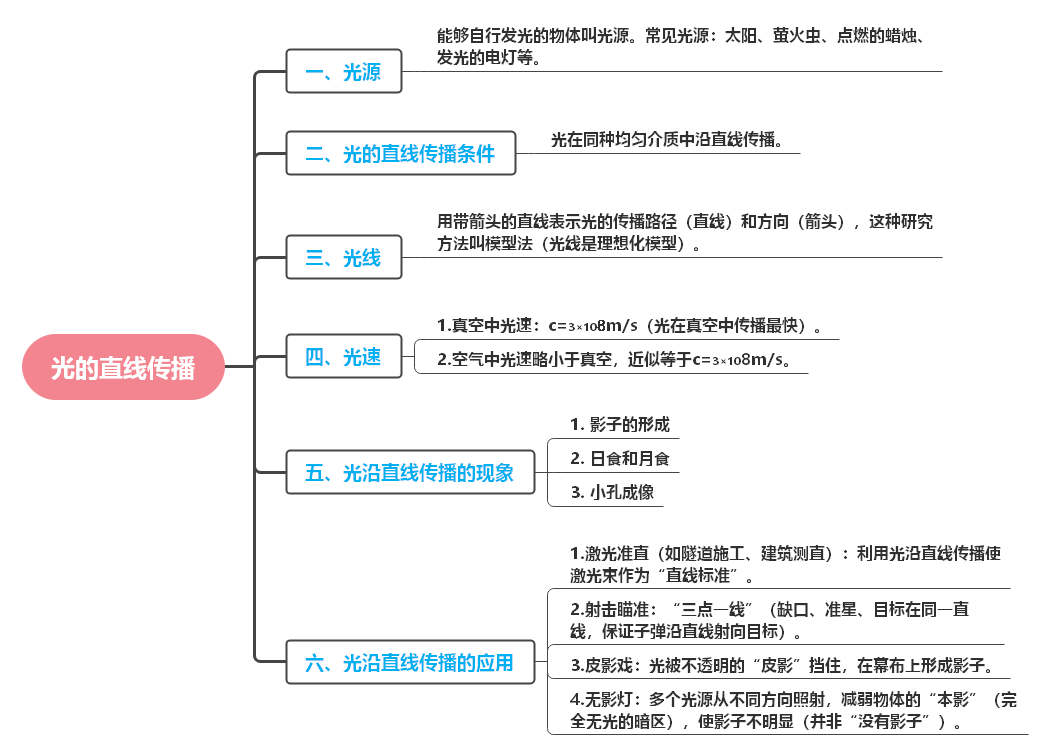 能够自行发光的物体叫光源。常见光源：太阳、萤火虫、点燃的蜡烛、
发光的电灯等。
一、光源
光在同种均匀介质中沿直线传播。
二、光的直线传播条件
用带箭头的直线表示光的传播路径（直线）和方向（箭头），这种研究
方法叫模型法（光线是理想化模型）。
三、光线
1.真空中光速：c=3×108m/s（光在真空中传播最快）。
四、光速
2.空气中光速略小于真空，近似等于c=3×108m/s。
光的直线传播
1. 影子的形成
2. 日食和月食
五、光沿直线传播的现象
3. 小孔成像
1.激光准直（如隧道施工、建筑测直）：利用光沿直线传播使
激光束作为“直线标准”。
2.射击瞄准：“三点一线”（缺口、准星、目标在同一直
线，保证子弹沿直线射向目标）。
六、光沿直线传播的应用
3.皮影戏：光被不透明的“皮影”挡住，在幕布上形成影子。
4.无影灯：多个光源从不同方向照射，减弱物体的“本影”（完
全无光的暗区），使影子不明显（并非“没有影子”）。